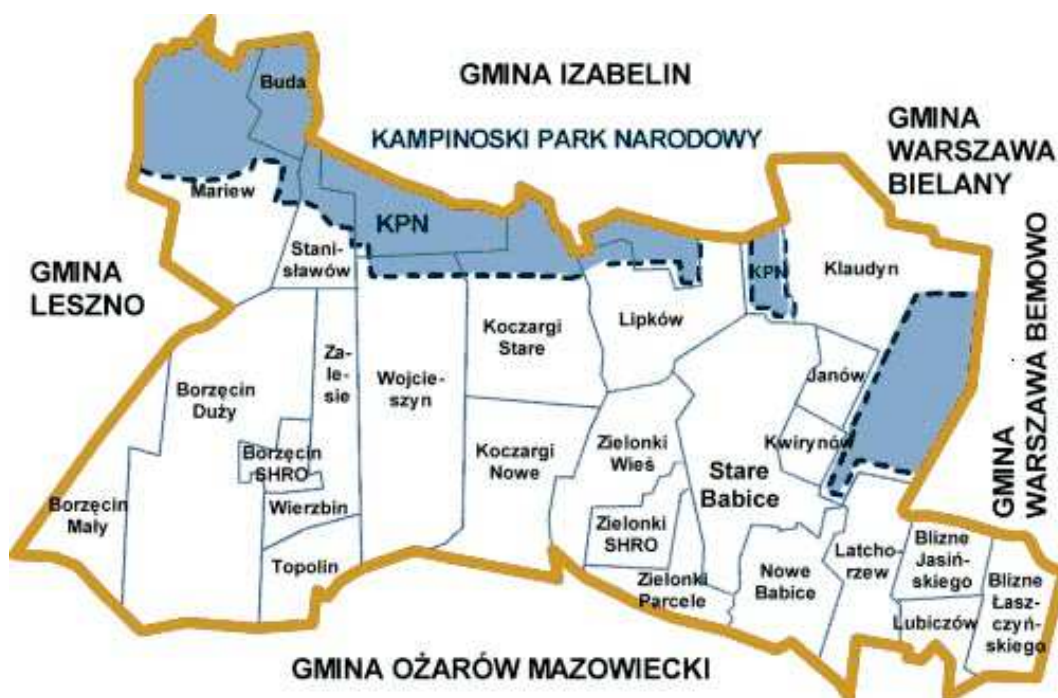 Buda
GMINA IZABELIN
KAMPINOSKI PARK NARODOWY
GMINA
WARSZAWA
BIELANY
Mariew
KPN
GMINA
LESZNO
Stani-
sławów
KPN
Klaudyn
GMINA
WARSZAWA BEMOWO
Lipków
Koczargi
Stare
Za-
le-
sie
Wojcie-
szyn
Borzęcin
Duży
Janów
Kwirynów
Borzęcin
SHRO
Koczargi
Nowe
Zielonki
Wieś
Stare
Babice
Borzęcin
Mały
Wierzbin
Zielonki
SHRO
Topolin
Zielonki
Parcele
Nowe
Babice
Latcho-
rzew
Blizne
Jasiń-
skiego
Blizne
Łasz-
czyń-
skiego
Lubiczów
GMINA OŻARÓW MAZOWIECKI